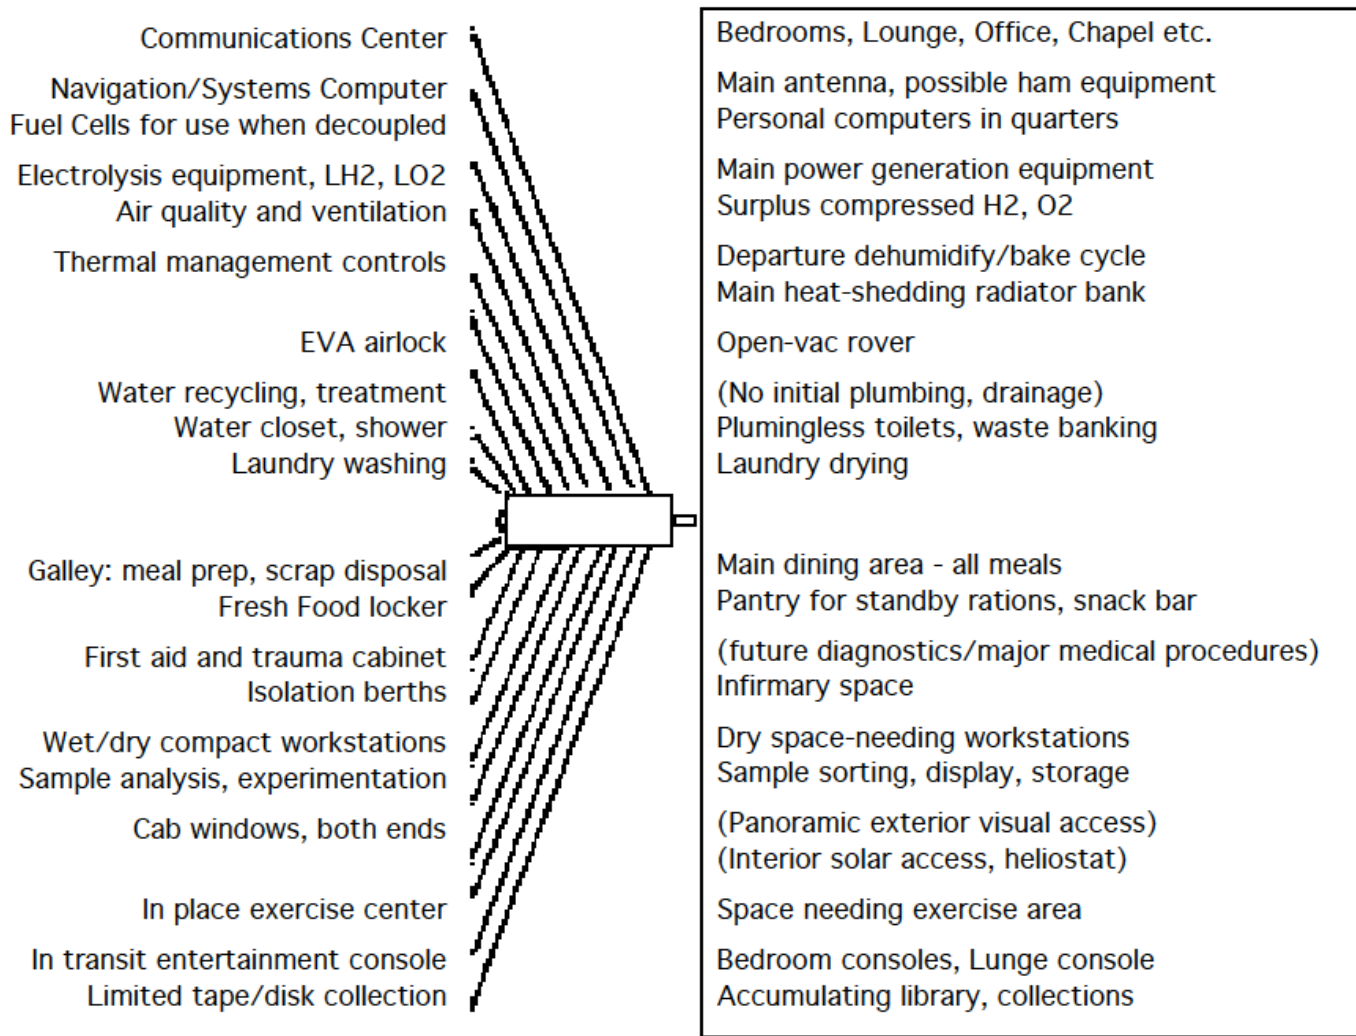 Communications Center
Navigation/Systems Computer
Fuel Cells for use when decoupled
Electrolysis equipment, LH2, LO2
Air quality and ventilation
Thermal management controls
EVA airlock
Water recycling, treatment
Water closet, shower
Laundry washing
Galley: meal prep, scrap disposal
Fresh Food locker
First aid and trauma cabinet
Isolation berths
Wet/dry compact workstations
Sample analysis, experimentation
Cab windows, both ends
In place exercise center
In transit entertainment console
Limited tape/disk collection
Bedrooms, Lounge, Office, Chapel etc.
Main antenna, possible ham equipment
Personal computers in quarters
Main power generation equipment
Surplus compressed H2, O2
Departure dehumidify/bake cycle
Main heat-shedding radiator bank
Open-vac rover
(No initial plumbing, drainage)
Plumingless toilets, waste banking
Laundry drying
Main dining area - all meals
Pantry for standby rations, snack bar
(future diagnostics/major medical procedures)
Infirmary space
Dry space-needing workstations
Sample sorting, display, storage
(Panoramic exterior visual access)
(Interior solar access, heliostat)
Space needing exercise area
Bedroom consoles, Lunge console
Accumulating library, collections